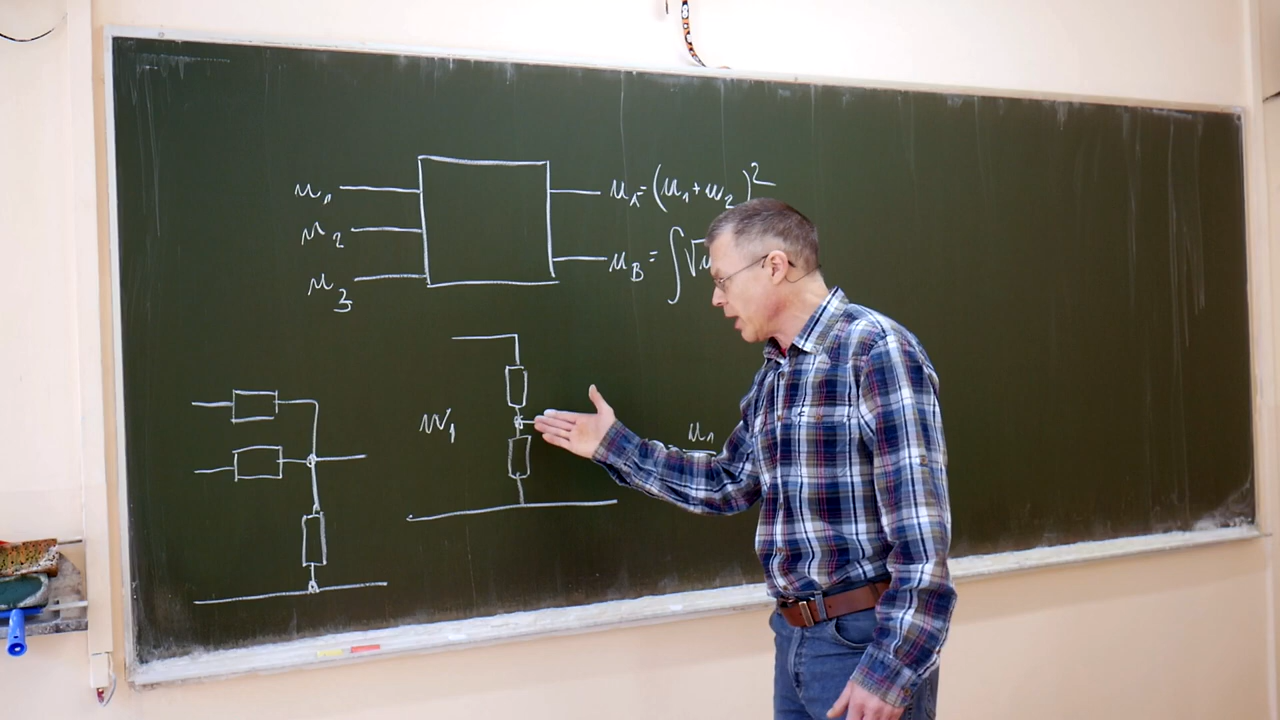 u₁
u_A = (u₁ + u₂)²
u₂
u_B = ∫√u
u₃
u₁
= u₁